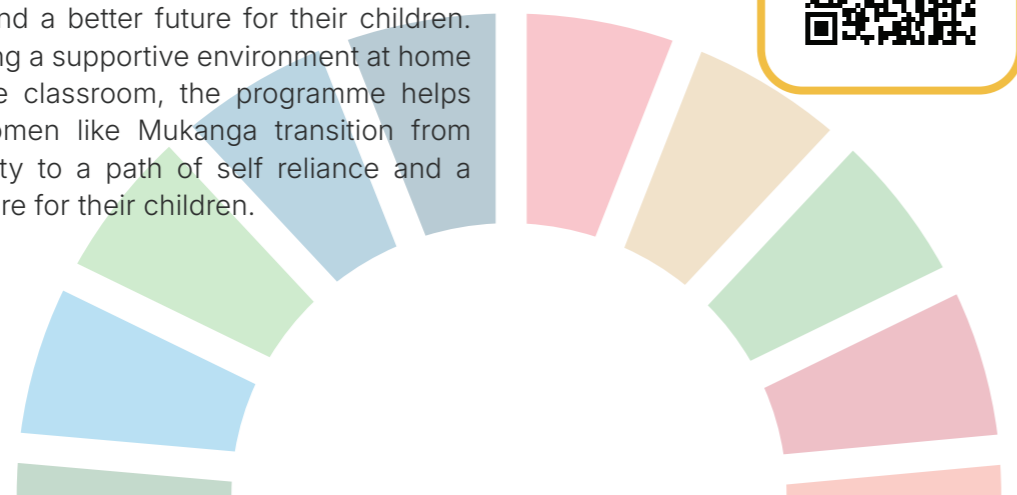 nd a better future for their children.
ng a supportive environment at home
e classroom, the programme helps
omen like Mukanga transition from
ty to a path of self reliance and a
re for their children.